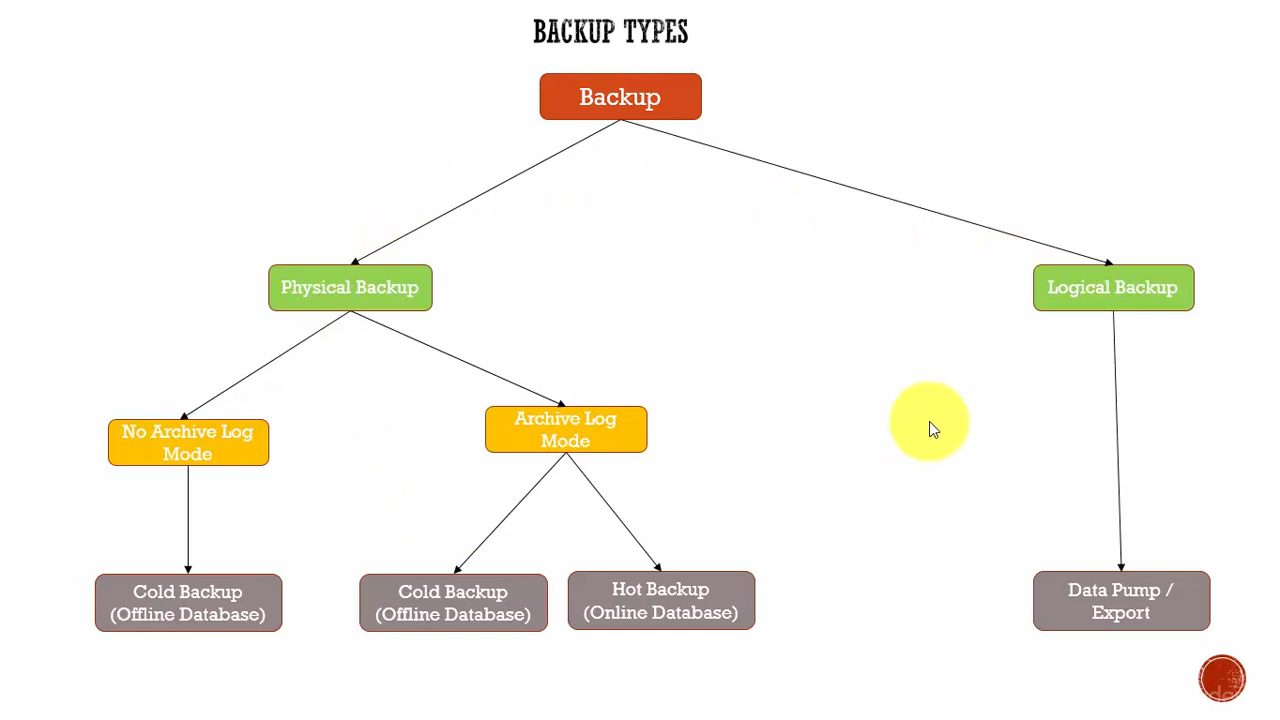 BACKUP TYPES
Backup
Physical Backup
Logical Backup
No Archive Log
Mode
Archive Log
Mode
Cold Backup
(Offline Database)
Cold Backup
(Offline Database)
Hot Backup
(Online Database)
Data Pump /
Export